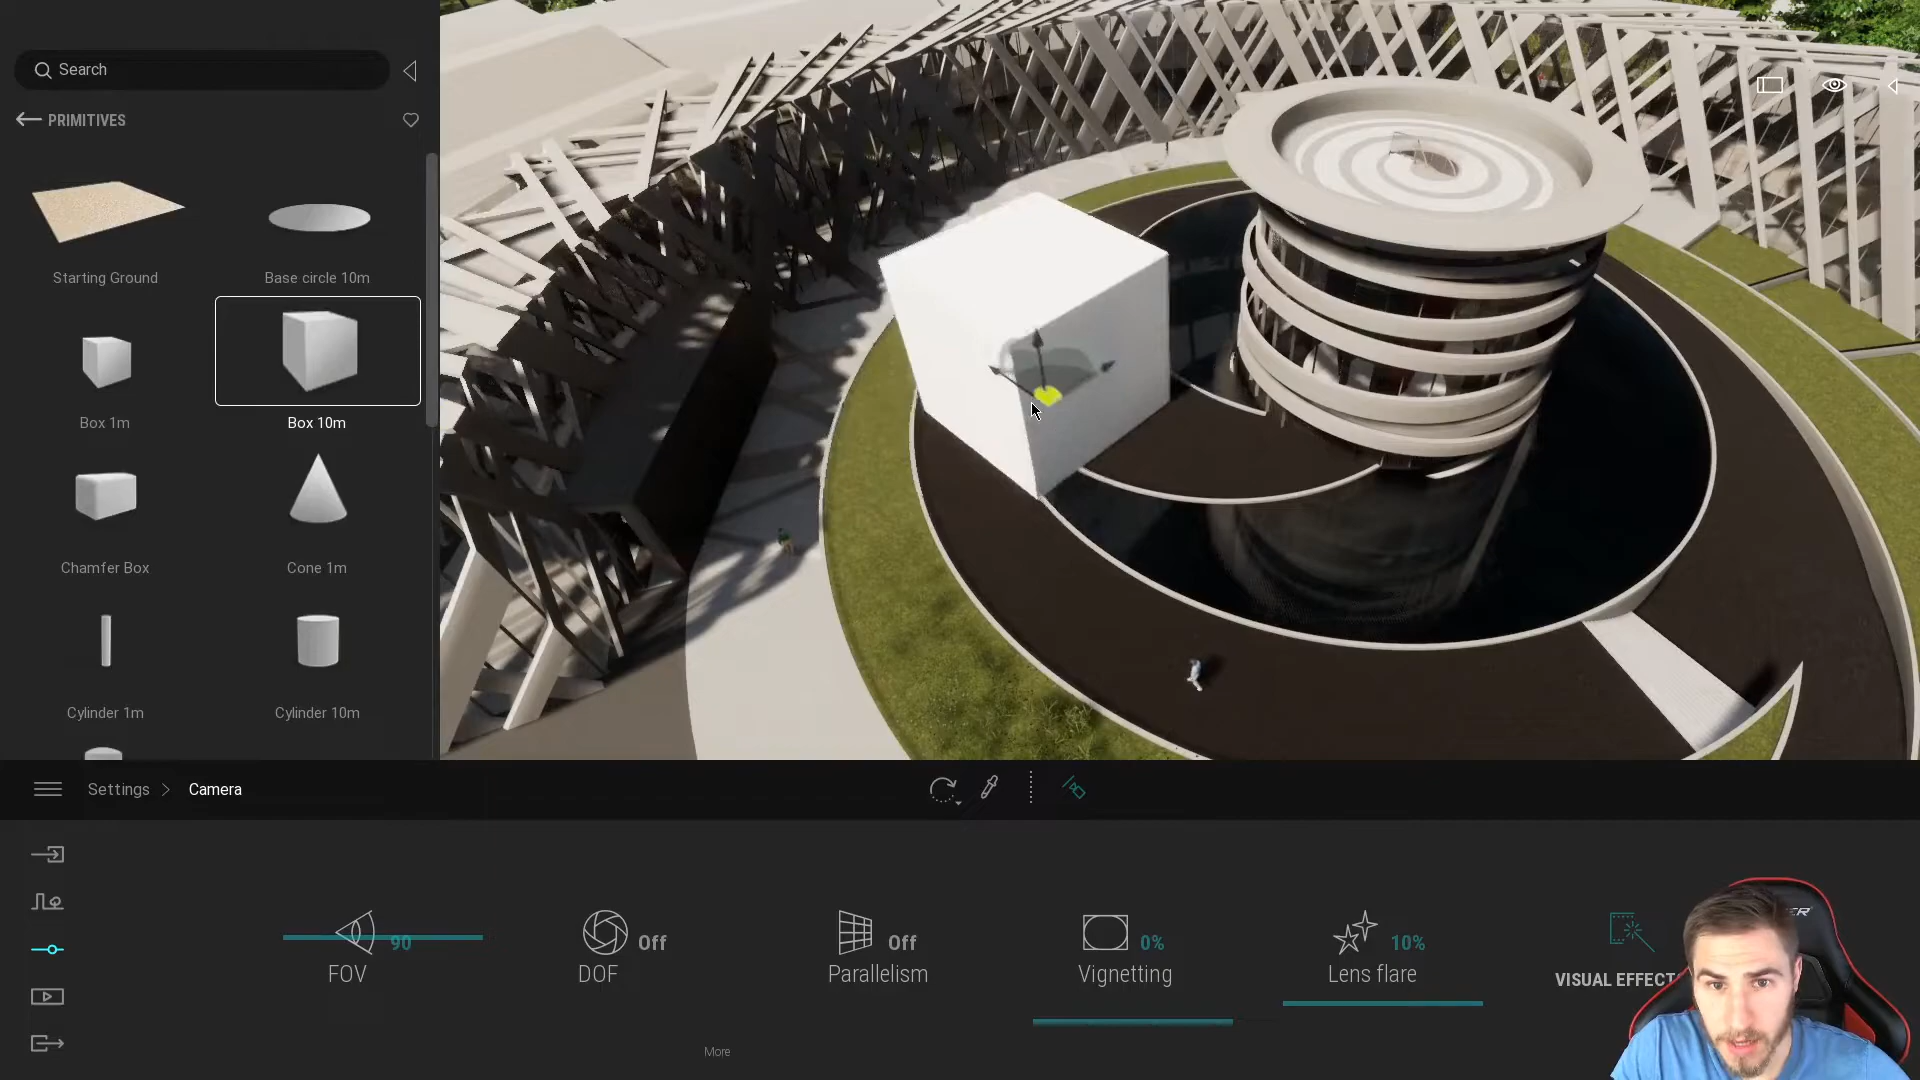 Search
PRIMITIVES
Starting Ground
Base circle 10m
Box 1m
Box 10m
Chamfer Box
Cone 1m
Cylinder 1m
Cylinder 10m
Settings
Camera
90
FOV
Off
DOF
Off
Parallelism
0%
Vignetting
10%
Lens flare
VISUAL EFFECT
More